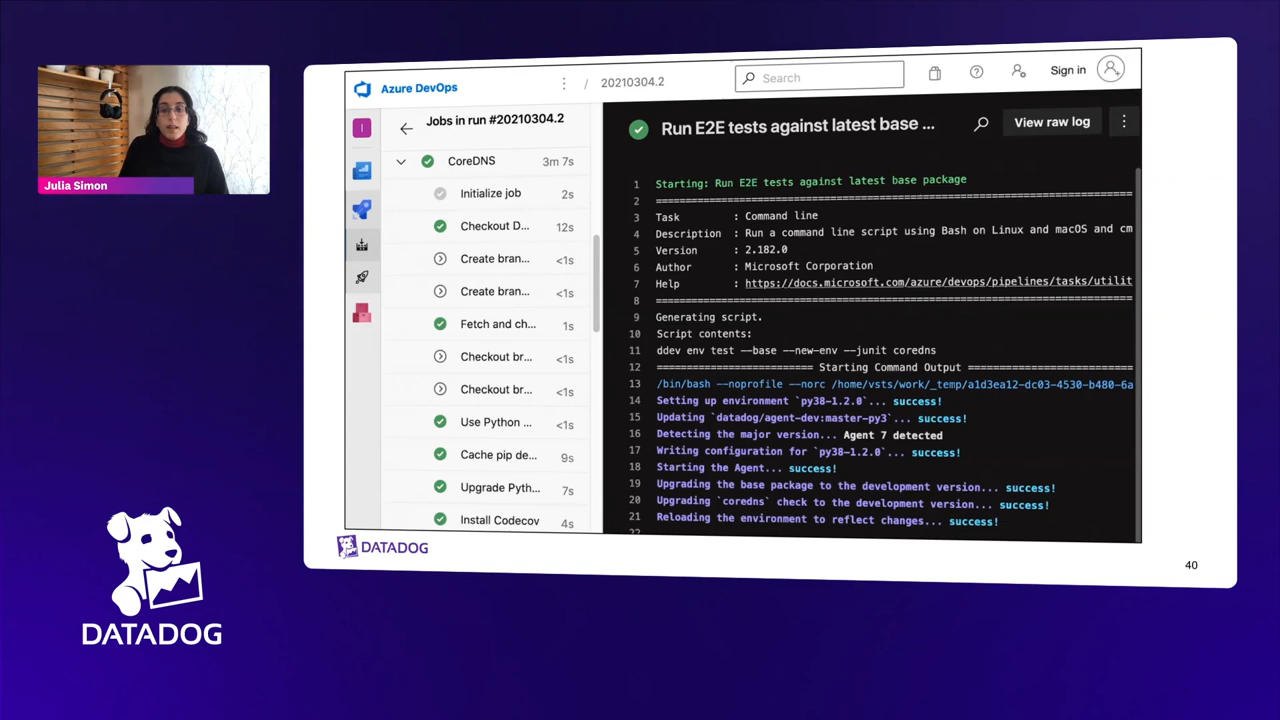 Julia Simon
DATADOG
Azure DevOps
/ 20210304.2
Search
Sign in
Jobs in run #20210304.2
CoreDNS 3m 7s
Initialize job 2s
Checkout D... 12s
Create bran... <1s
Create bran... <1s
Fetch and ch... 1s
Checkout br... <1s
Checkout br... <1s
Use Python ... <1s
Cache pip de... 9s
Upgrade Pyth... 7s
Install Codecov 4s
Run E2E tests against latest base ...
View raw log
1 Starting: Run E2E tests against latest base package
2 ==============================================================================
3 Task : Command line
4 Description : Run a command line script using Bash on Linux and macOS and cm
5 Version : 2.182.0
6 Author : Microsoft Corporation
7 Help : https://docs.microsoft.com/azure/devops/pipelines/tasks/utilit
8 ==============================================================================
9 Generating script.
10 Script contents:
11 ddev env test --base --new-env --junit coredns
12 ========================== Starting Command Output ===========================
13 /bin/bash --noprofile --norc /home/vsts/work/_temp/a1d3ea12-dc03-4530-b480-6a
14 Setting up environment `py38-1.2.0`... success!
15 Updating `datadog/agent-dev:master-py3`... success!
16 Detecting the major version... Agent 7 detected
17 Writing configuration for `py38-1.2.0`... success!
18 Starting the Agent... success!
19 Upgrading the base package to the development version... success!
20 Upgrading `coredns` check to the development version... success!
21 Reloading the environment to reflect changes... success!
22
DATADOG
40